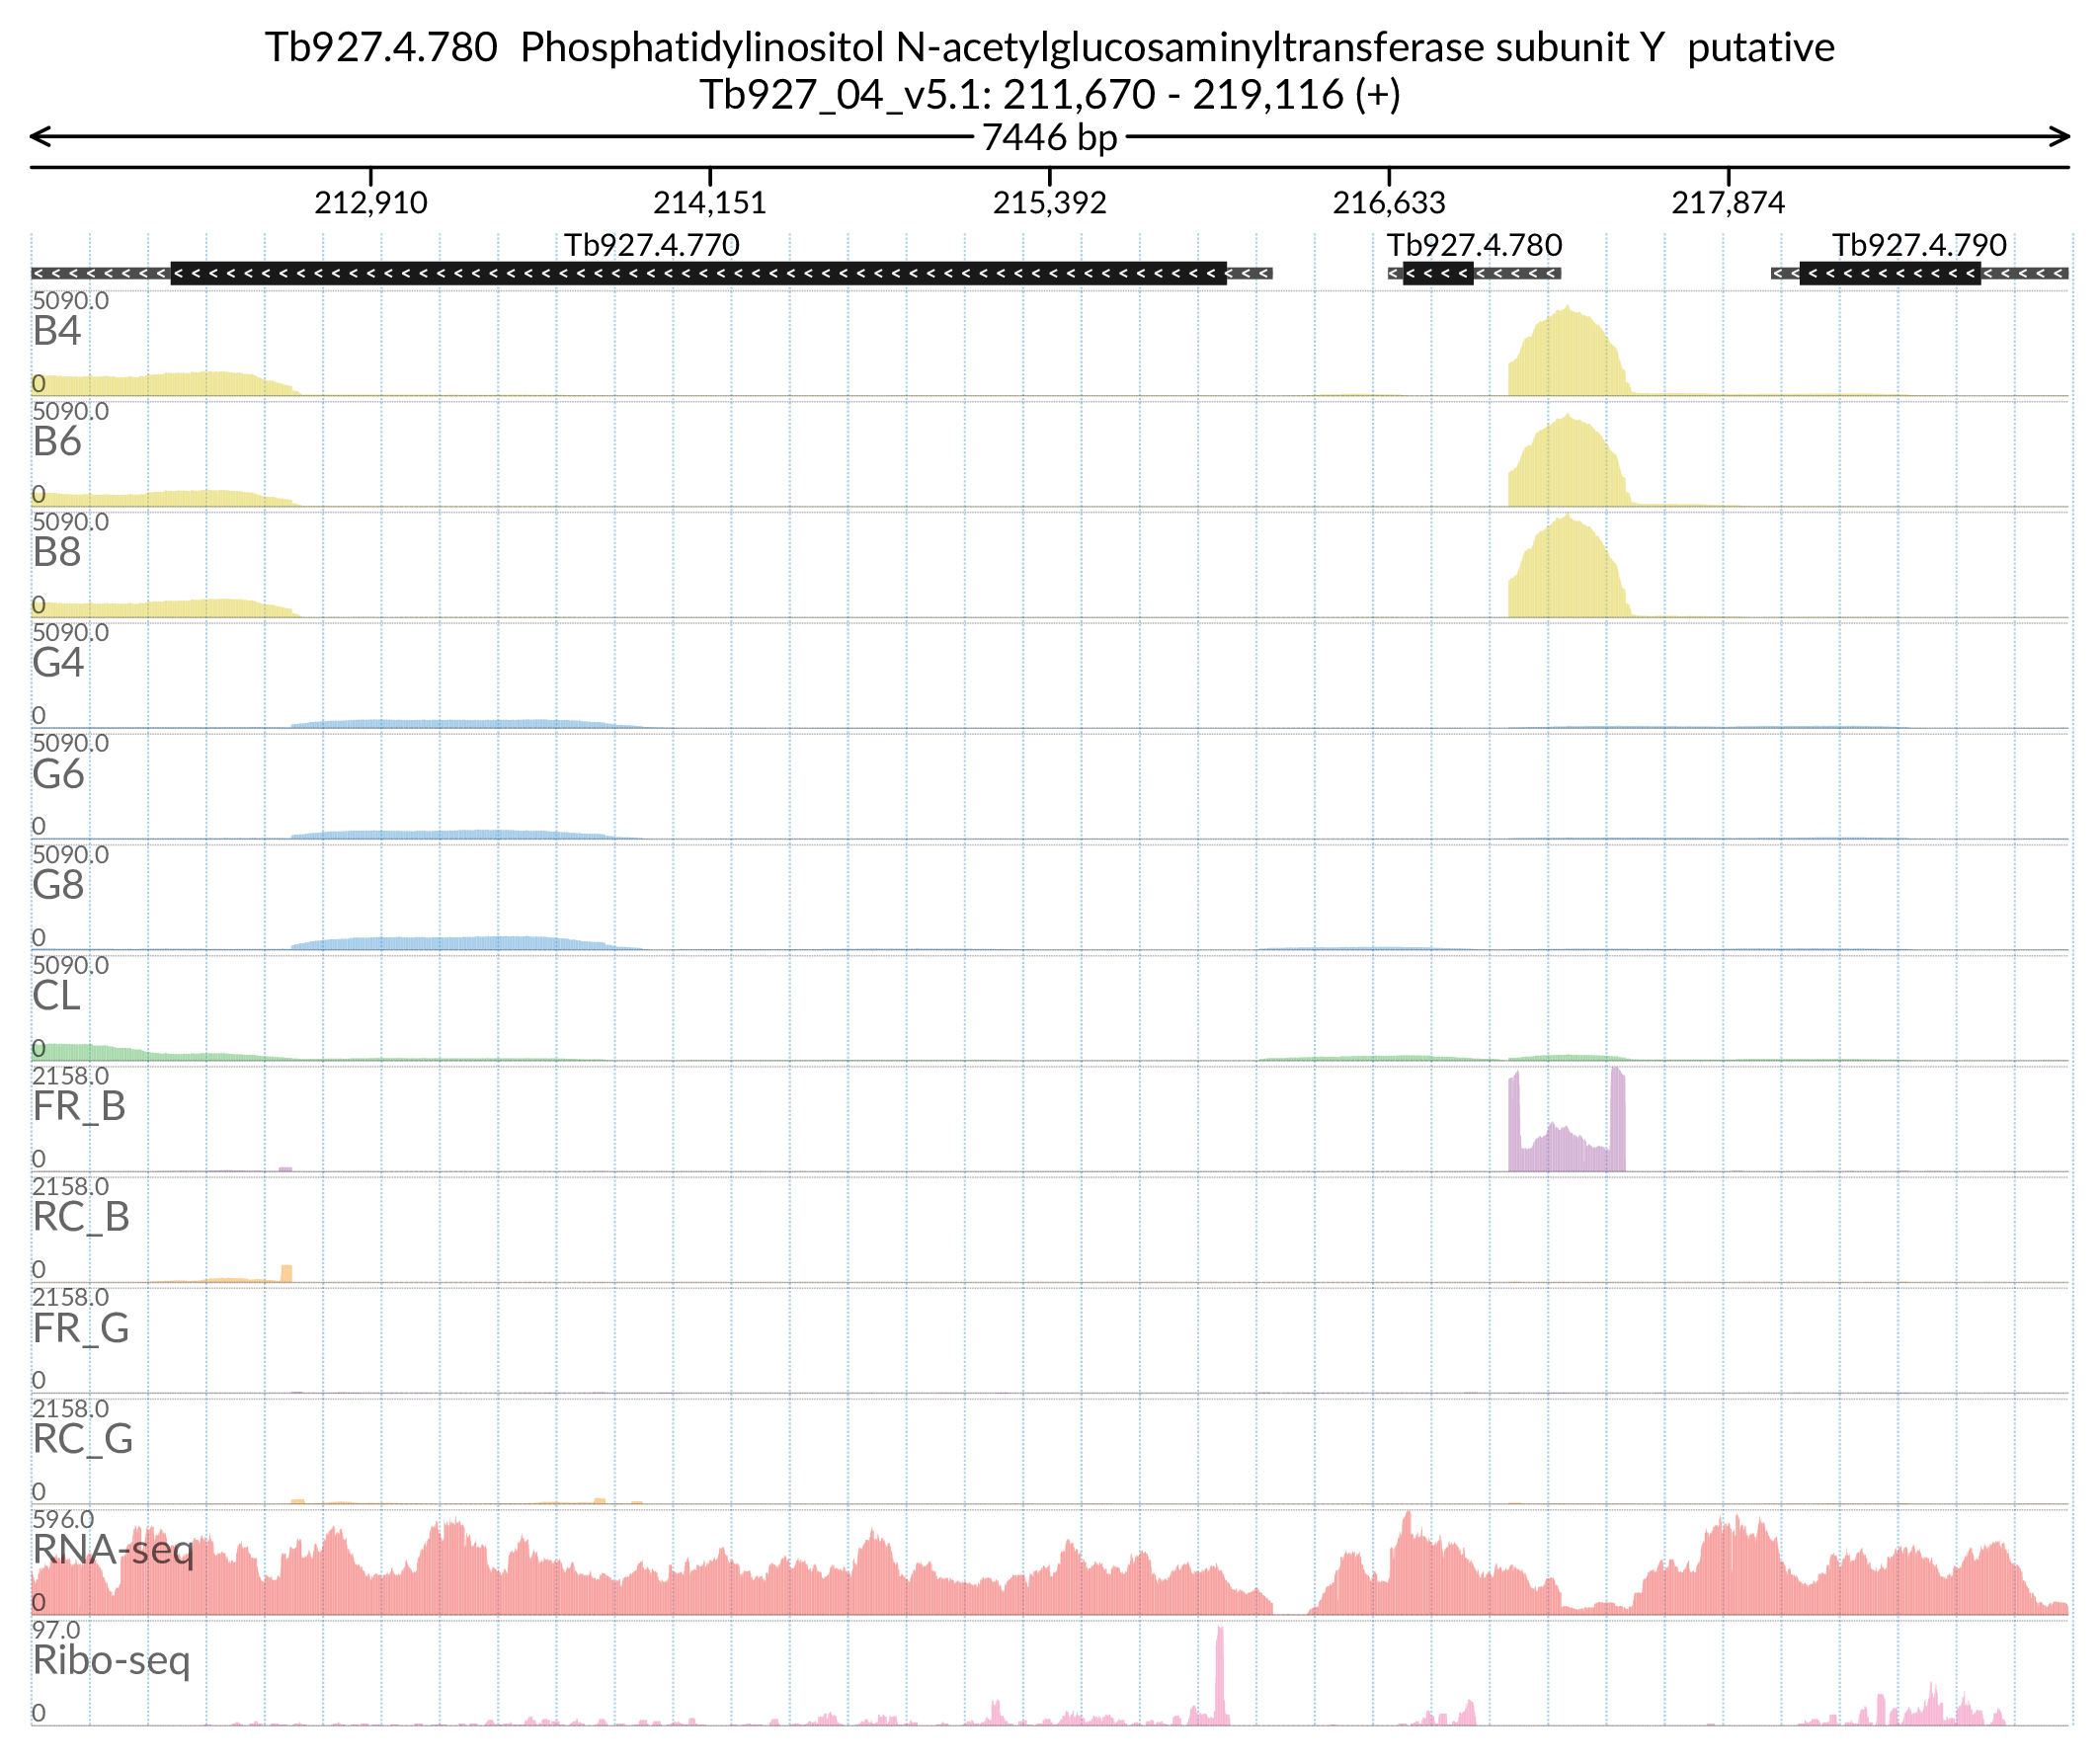 Tb927.4.780 Phosphatidylinositol N-acetylglucosaminyltransferase subunit Y putative
Tb927_04_v5.1: 211,670 - 219,116 (+)
7446 bp
212,910 214,151 215,392 216,633 217,874
Tb927.4.770 Tb927.4.780 Tb927.4.790
5090.0
B4
0
5090.0
B6
0
5090.0
B8
0
5090.0
G4
0
5090.0
G6
0
5090.0
G8
0
5090.0
CL
0
2158.0
FR_B
0
2158.0
RC_B
0
2158.0
FR_G
0
2158.0
RC_G
0
596.0
RNA-seq
0
97.0
Ribo-seq
0